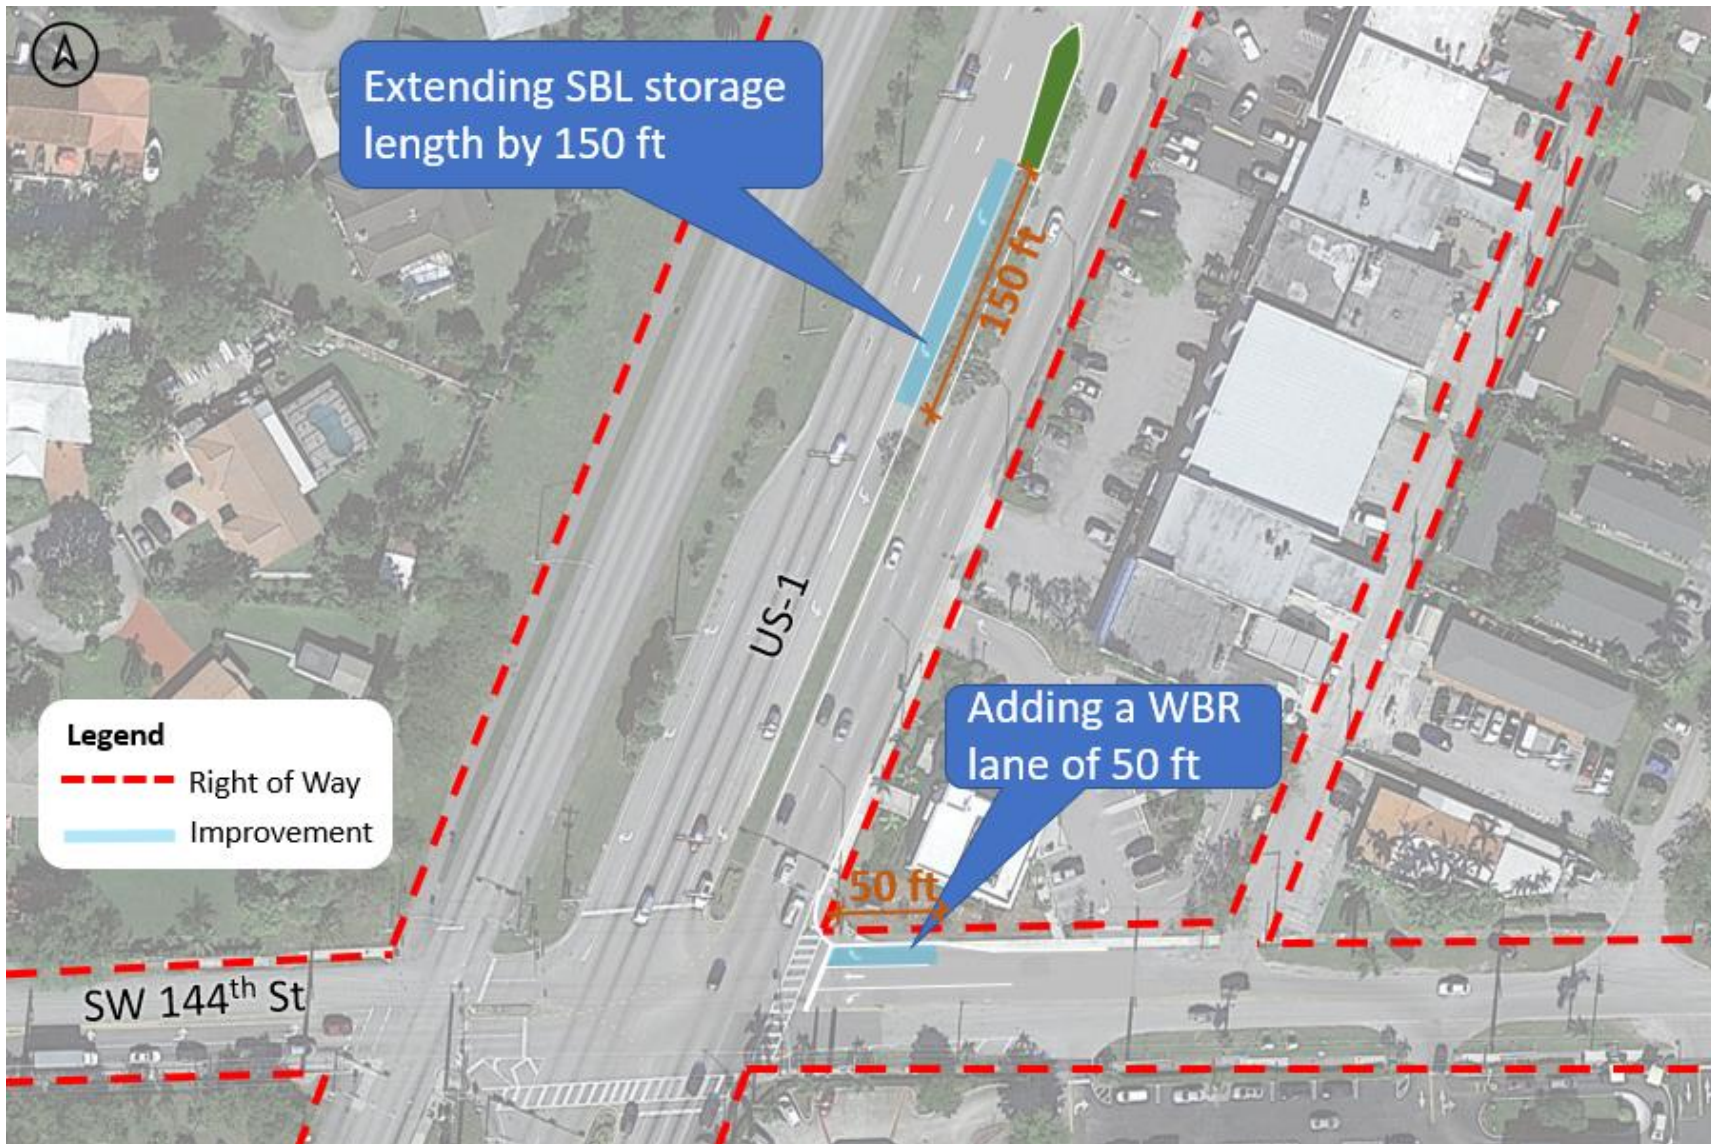 Extending SBL storage
length by 150 ft
150 ft
US-1
Adding a WBR
lane of 50 ft
Legend
Right of Way
Improvement
50 ft
SW 144th St